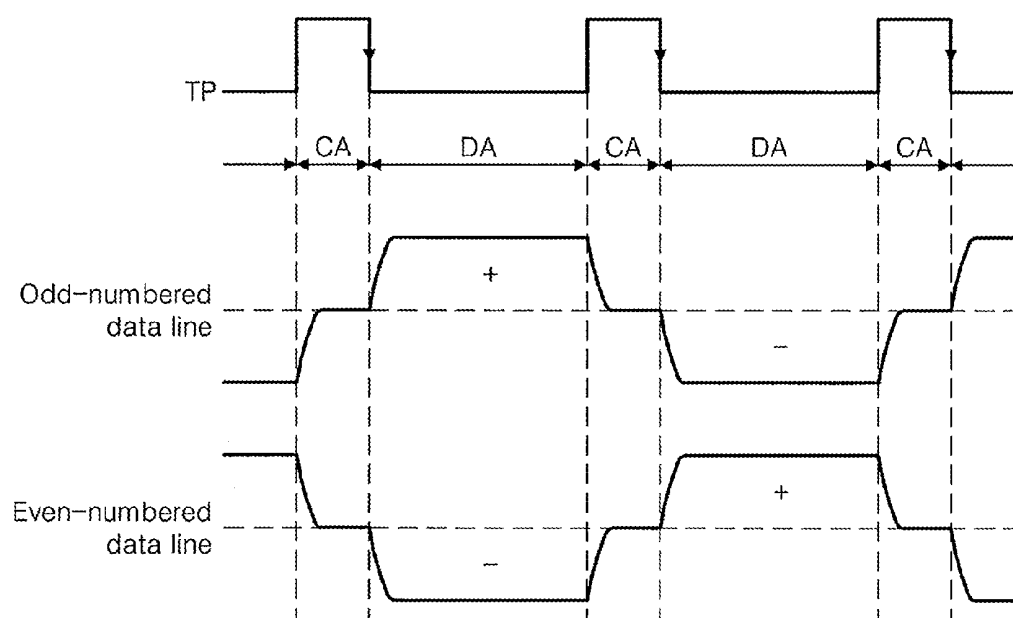 TP
CA DA CA DA CA
+
Odd-numbered
data line
-
+
Even-numbered
data line
-